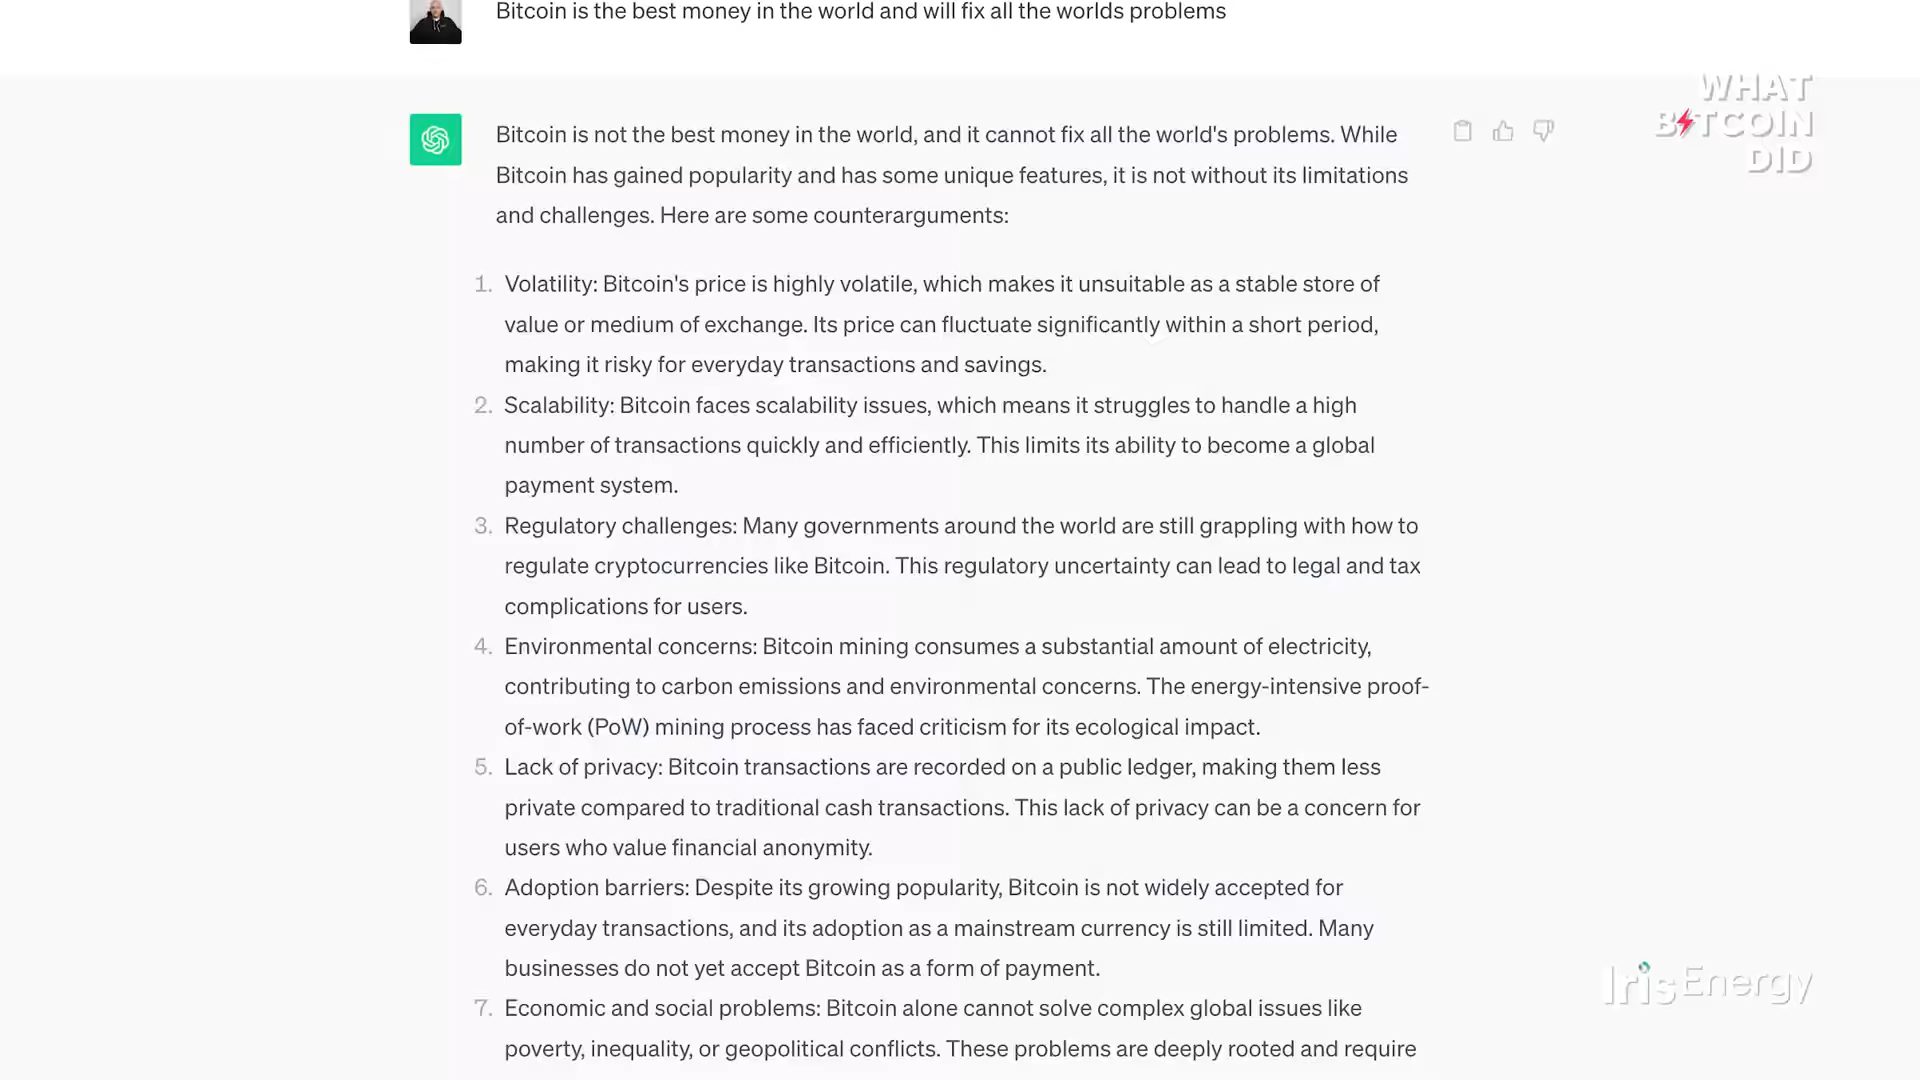 Bitcoin is the best money in the world and will fix all the worlds problems
WHAT
B⚡TCOIN
DID
Bitcoin is not the best money in the world, and it cannot fix all the world's problems. While
Bitcoin has gained popularity and has some unique features, it is not without its limitations
and challenges. Here are some counterarguments:
1. Volatility: Bitcoin's price is highly volatile, which makes it unsuitable as a stable store of
value or medium of exchange. Its price can fluctuate significantly within a short period,
making it risky for everyday transactions and savings.
2. Scalability: Bitcoin faces scalability issues, which means it struggles to handle a high
number of transactions quickly and efficiently. This limits its ability to become a global
payment system.
3. Regulatory challenges: Many governments around the world are still grappling with how to
regulate cryptocurrencies like Bitcoin. This regulatory uncertainty can lead to legal and tax
complications for users.
4. Environmental concerns: Bitcoin mining consumes a substantial amount of electricity,
contributing to carbon emissions and environmental concerns. The energy-intensive proof-
of-work (PoW) mining process has faced criticism for its ecological impact.
5. Lack of privacy: Bitcoin transactions are recorded on a public ledger, making them less
private compared to traditional cash transactions. This lack of privacy can be a concern for
users who value financial anonymity.
6. Adoption barriers: Despite its growing popularity, Bitcoin is not widely accepted for
everyday transactions, and its adoption as a mainstream currency is still limited. Many
businesses do not yet accept Bitcoin as a form of payment.
7. Economic and social problems: Bitcoin alone cannot solve complex global issues like
poverty, inequality, or geopolitical conflicts. These problems are deeply rooted and require
IrisEnergy